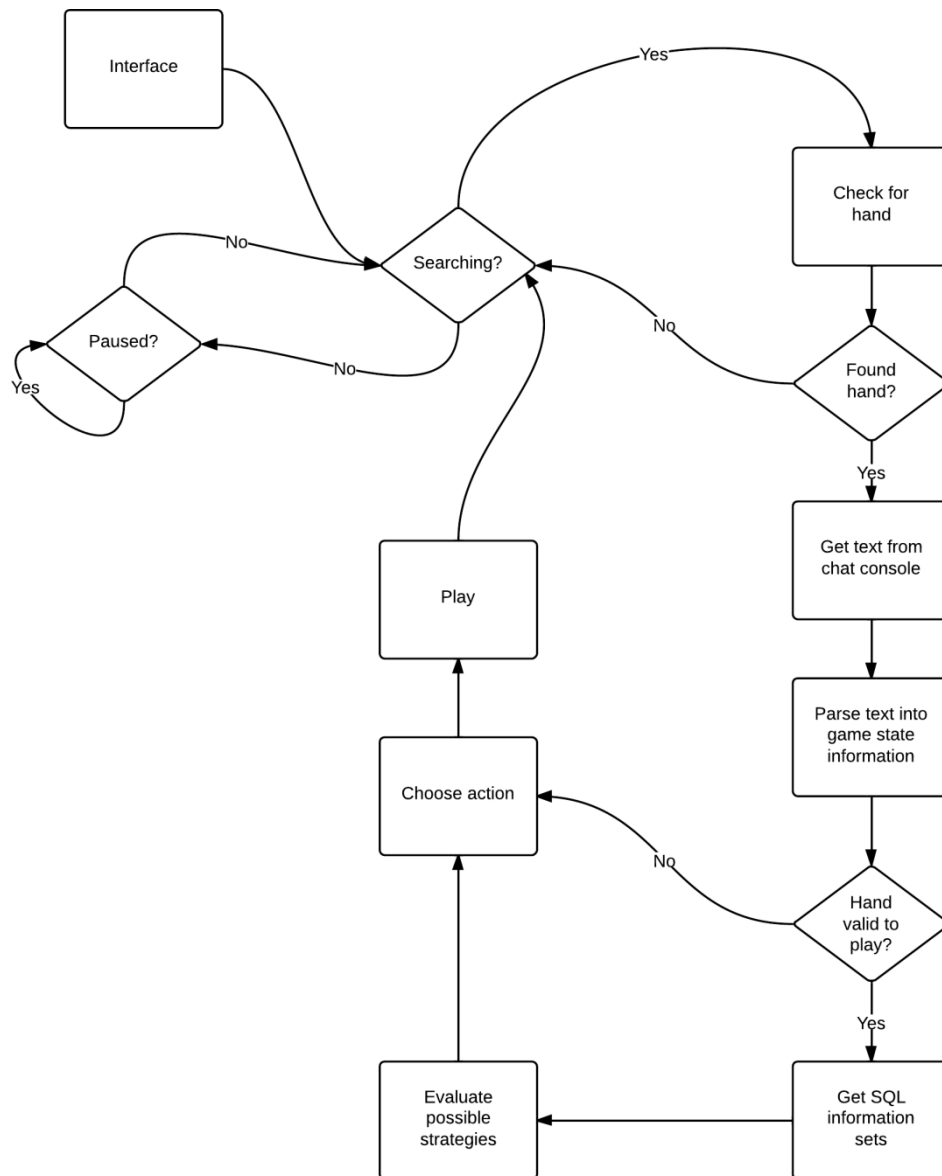 Interface
Yes
Check for
hand
No
Searching?
Paused?
No
No
Found
hand?
Yes
Yes
Get text from
chat console
Play
Parse text into
game state
information
Choose action
No
Hand
valid to
play?
Yes
Evaluate
possible
strategies
Get SQL
information
sets